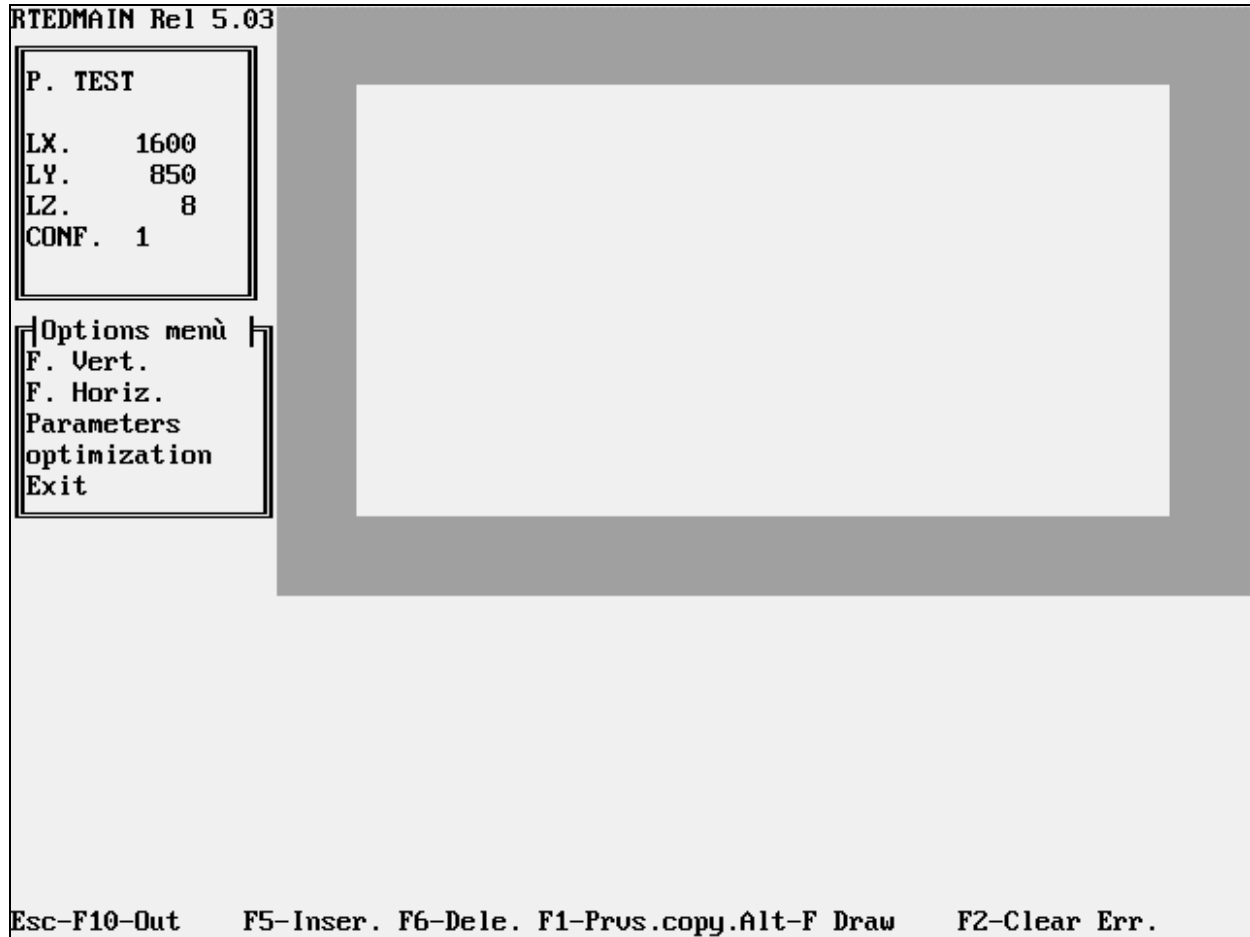 RTEDMAIN Rel 5.03
P. TEST
LX. 1600
LY. 850
LZ. 8
CONF. 1
Options menù
F. Vert.
F. Horiz.
Parameters
optimization
Exit
Esc-F10-Out F5-Inser. F6-Dele. F1-Prvs.copy.Alt-F Draw F2-Clear Err.